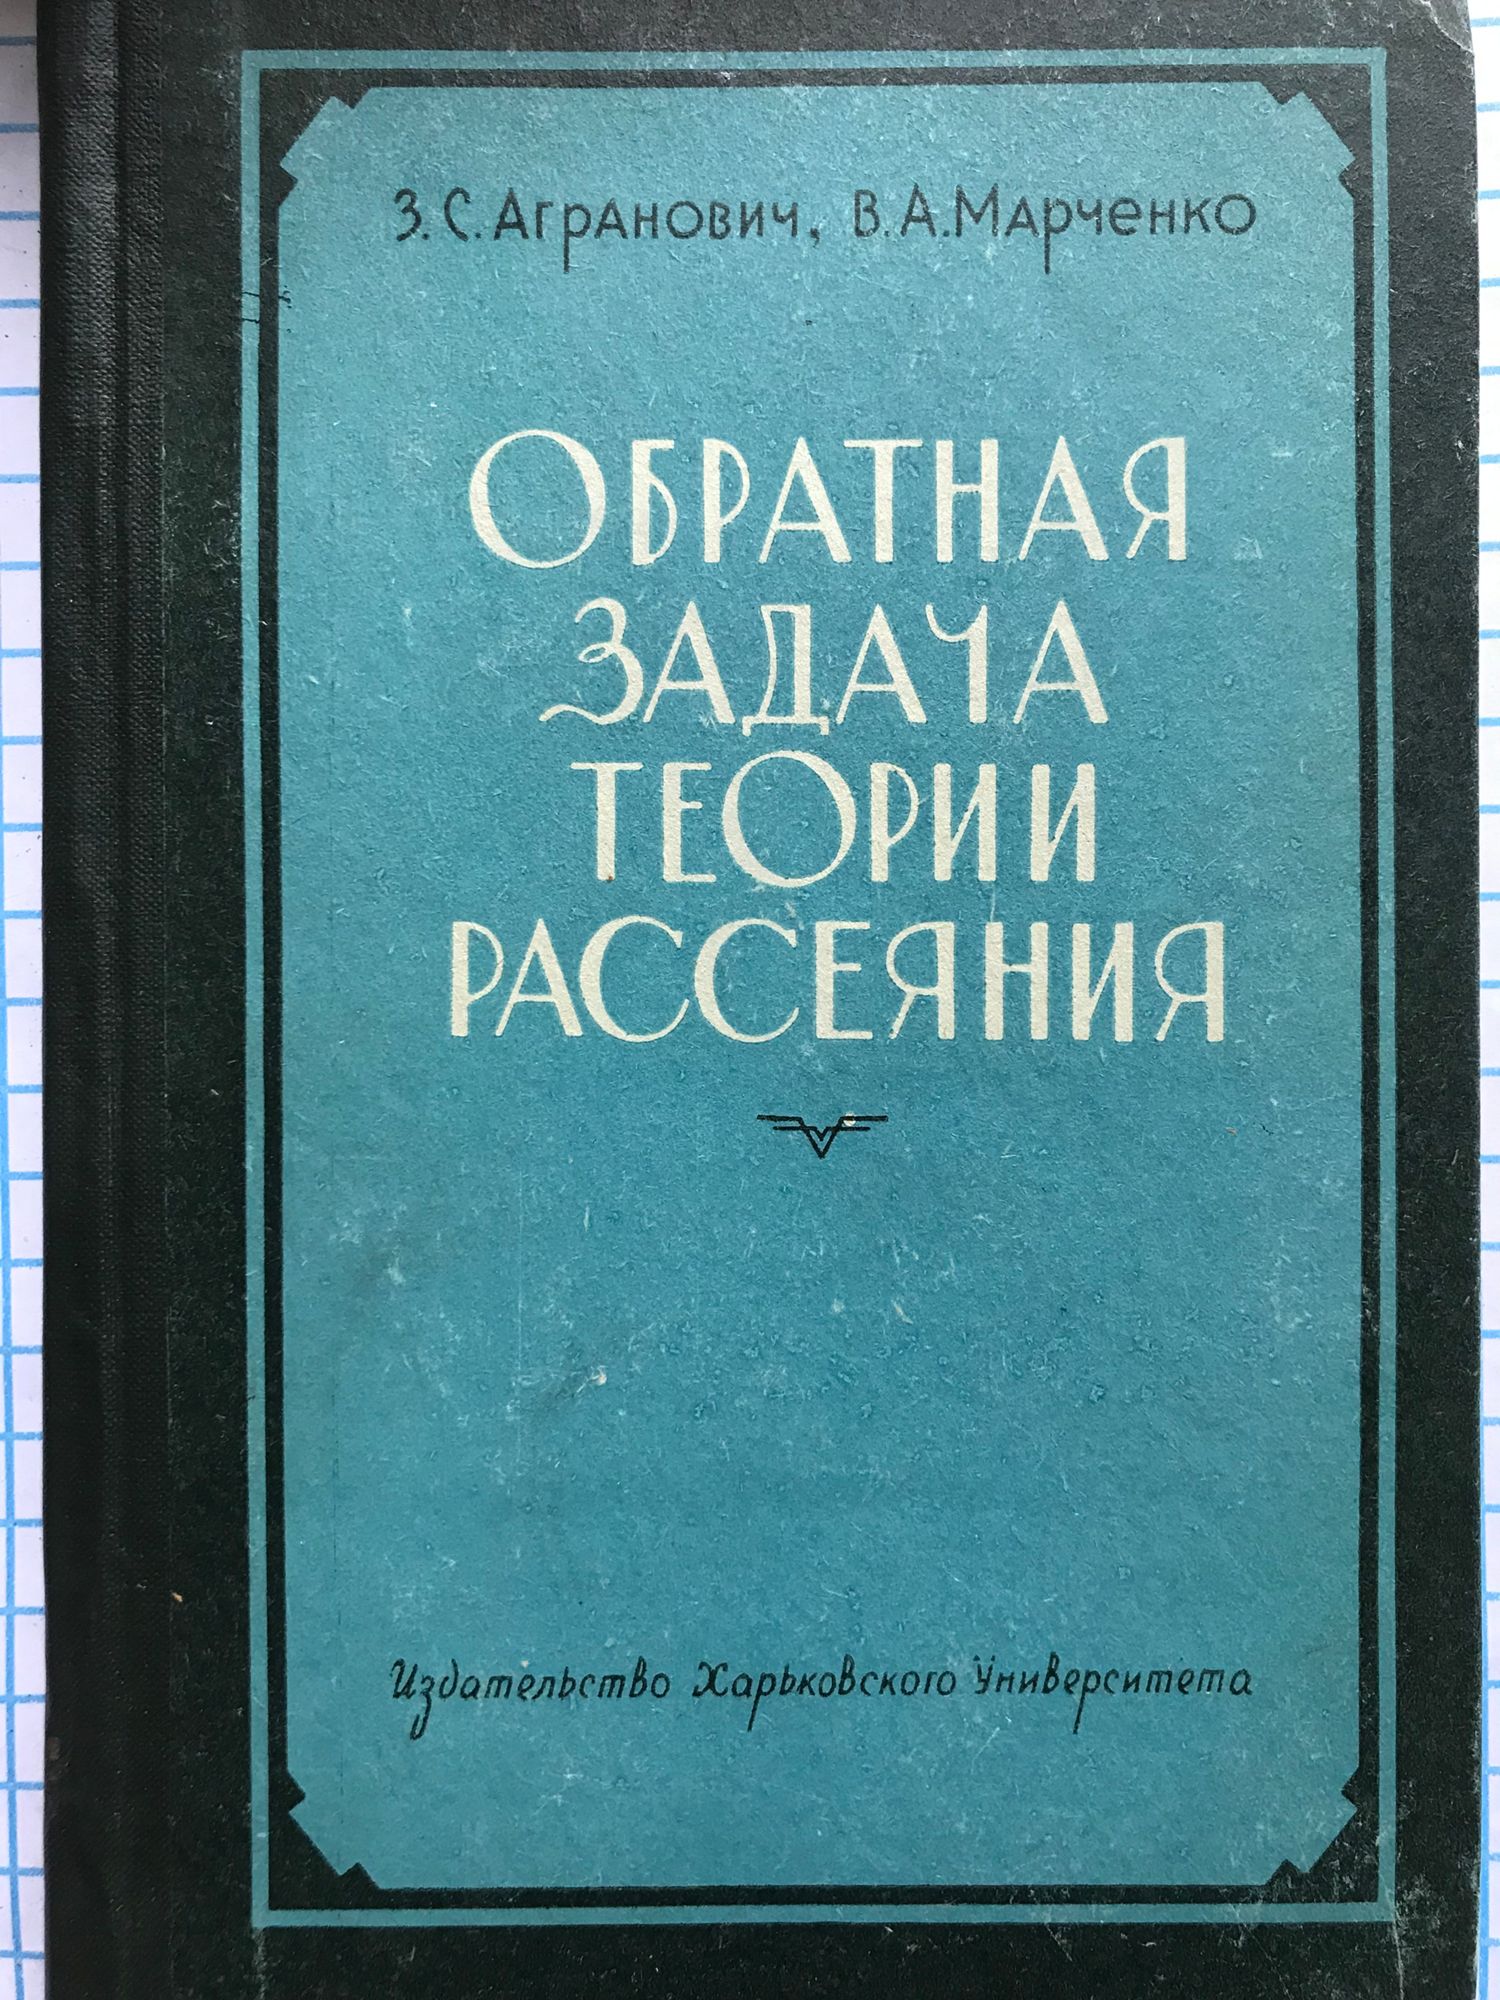 З. С. Агранович, В. А. Марченко
ОБРАТНАЯ
ЗАДАЧА
ТЕОРИИ
РАССЕЯНИЯ
Издательство Харьковского Университета